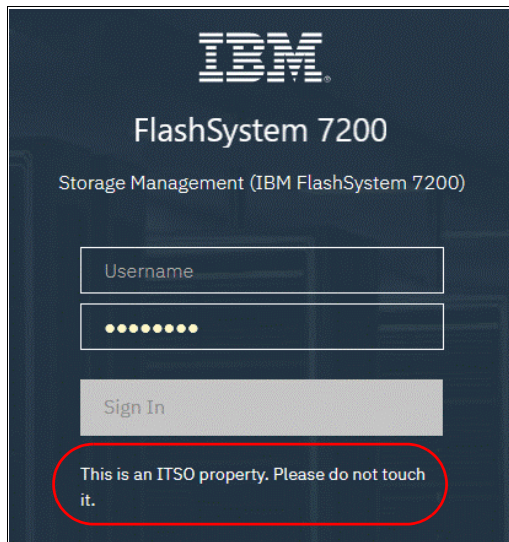 IBM
FlashSystem 7200
Storage Management (IBM FlashSystem 7200)
Username
••••••••
Sign In
This is an ITSO property. Please do not touch
it.